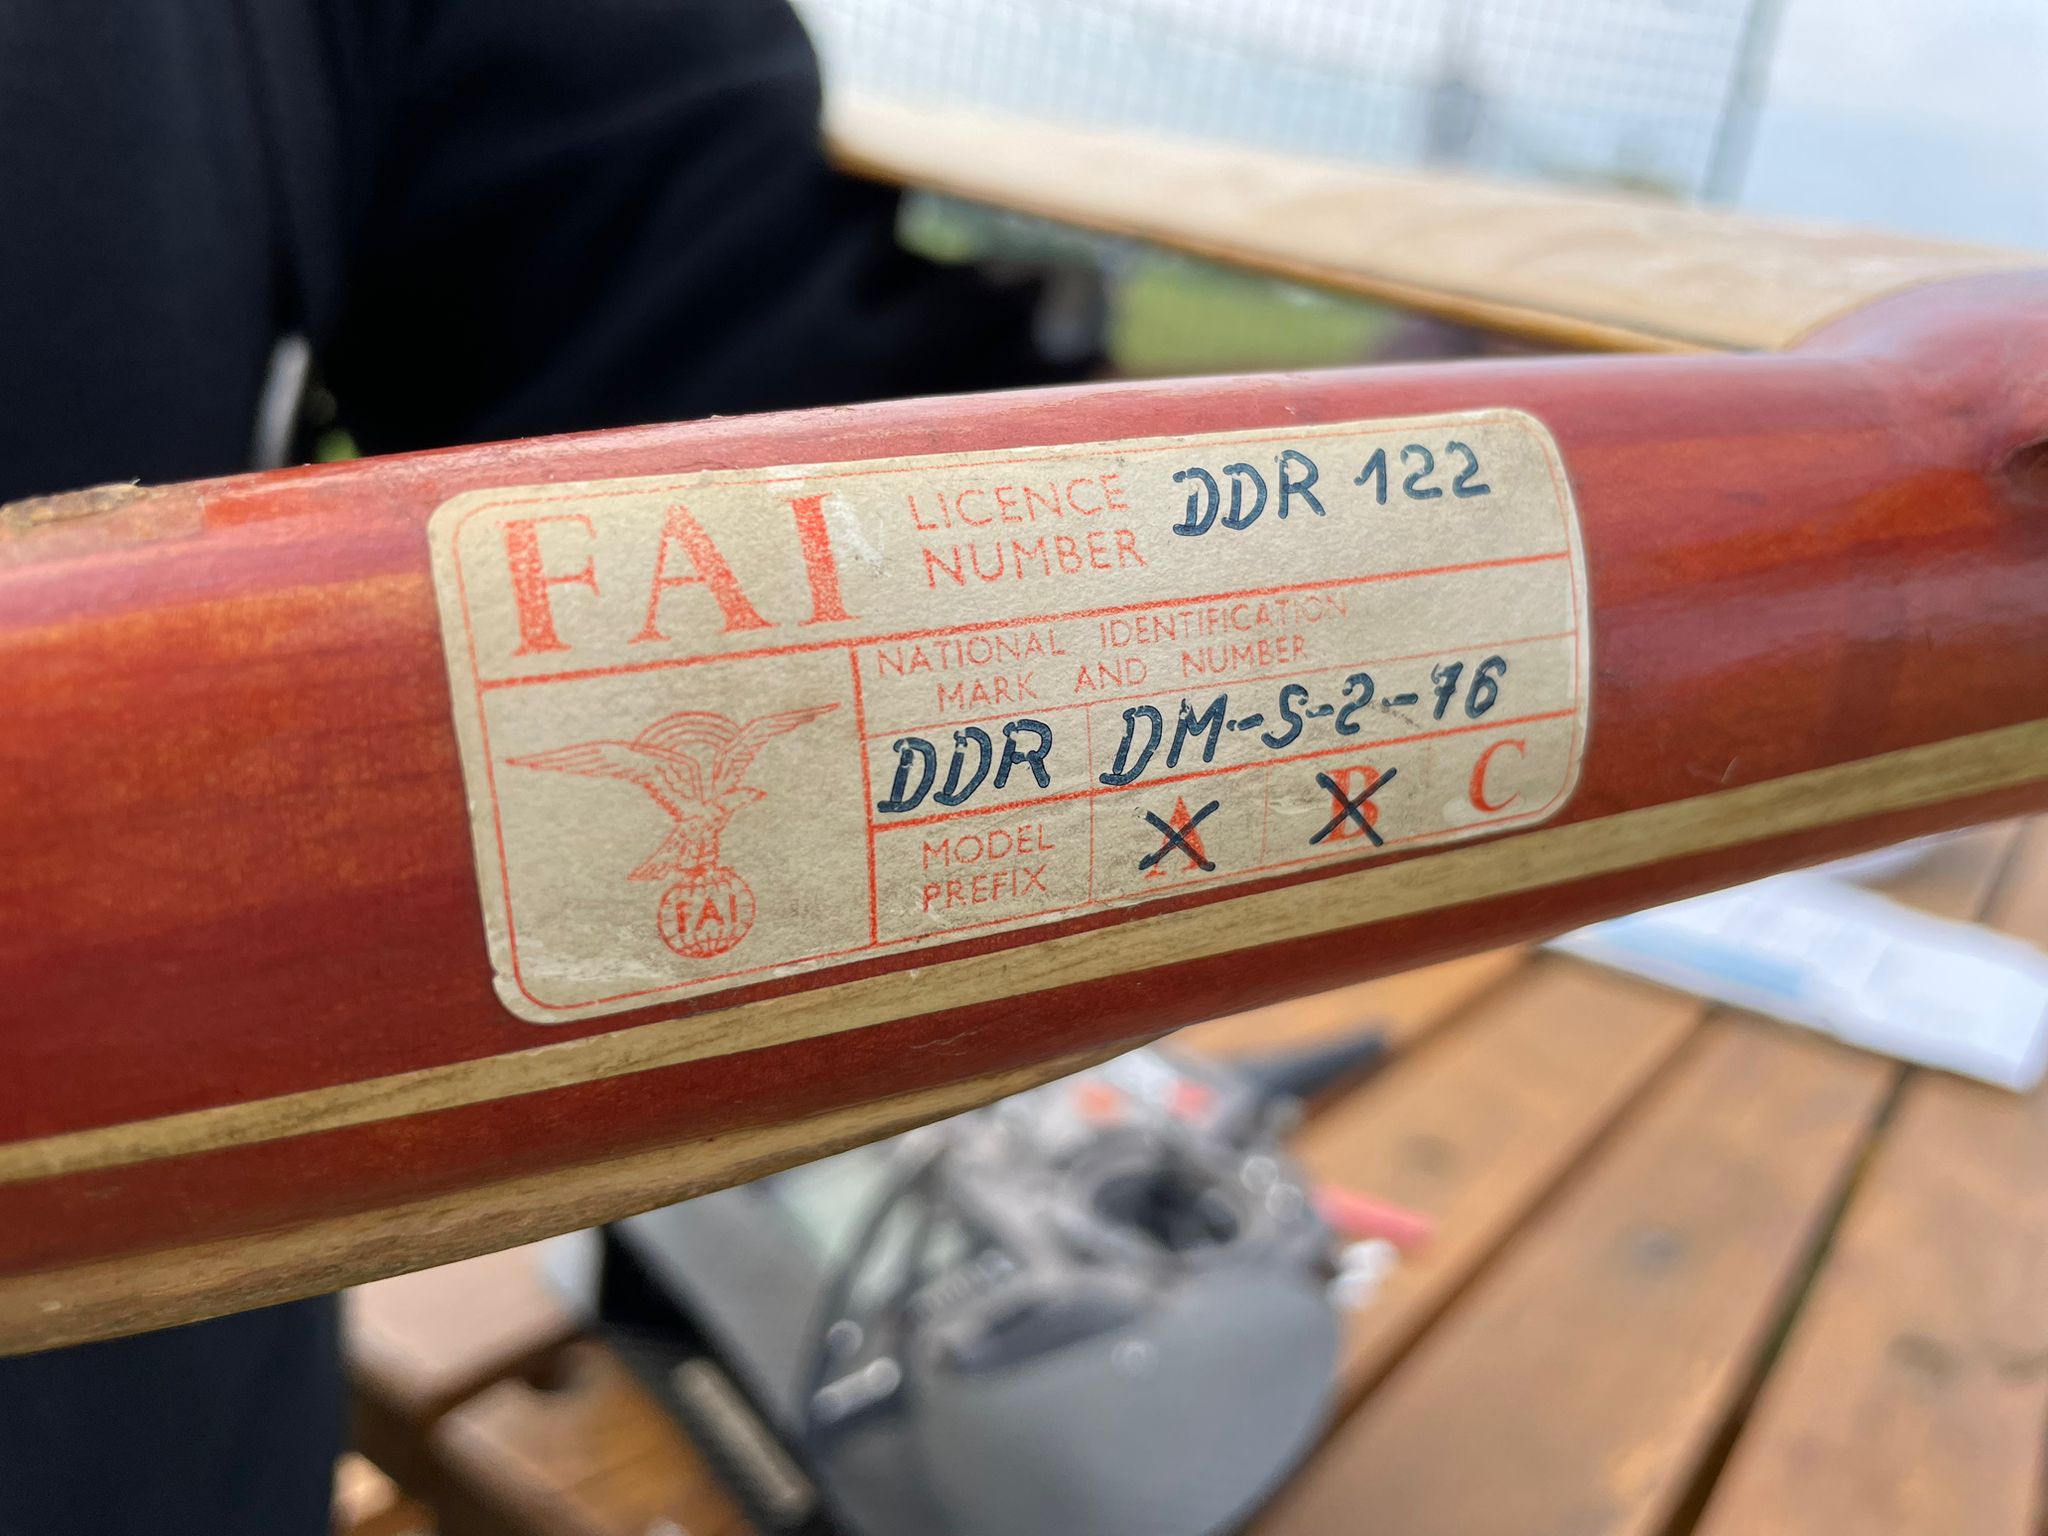 FAI
LICENCE
NUMBER
DDR 122
NATIONAL IDENTIFICATION
MARK AND NUMBER
DDR DM-S-2-76
MODEL
PREFIX
A B C
FAI